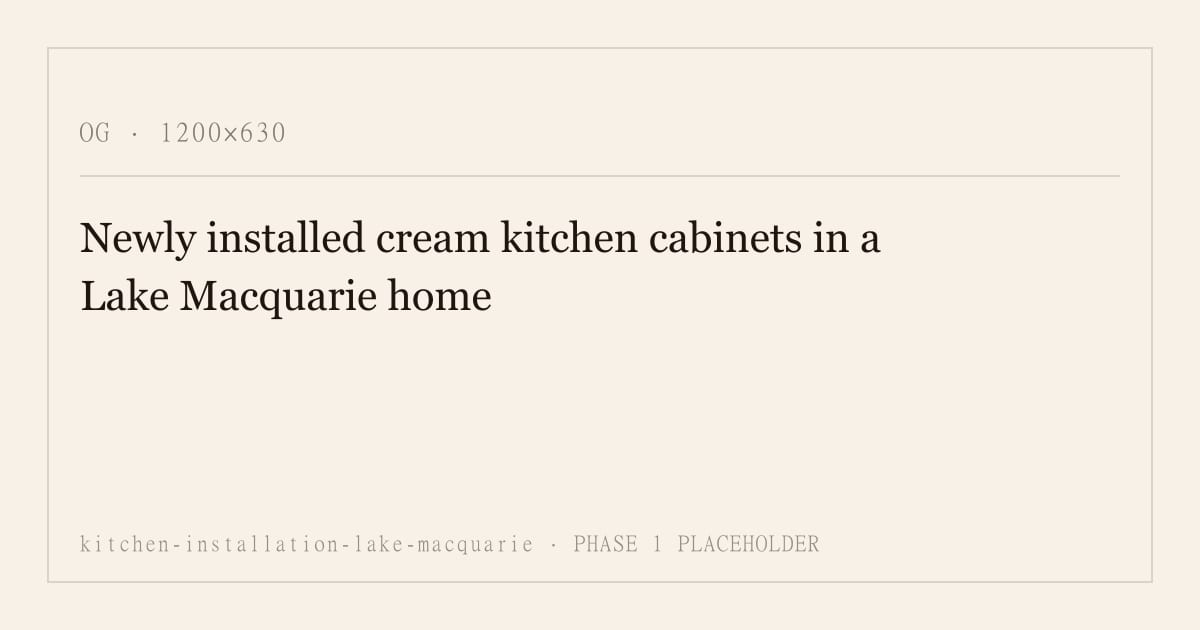 OG · 1200×630
Newly installed cream kitchen cabinets in a
Lake Macquarie home
kitchen-installation-lake-macquarie · PHASE 1 PLACEHOLDER